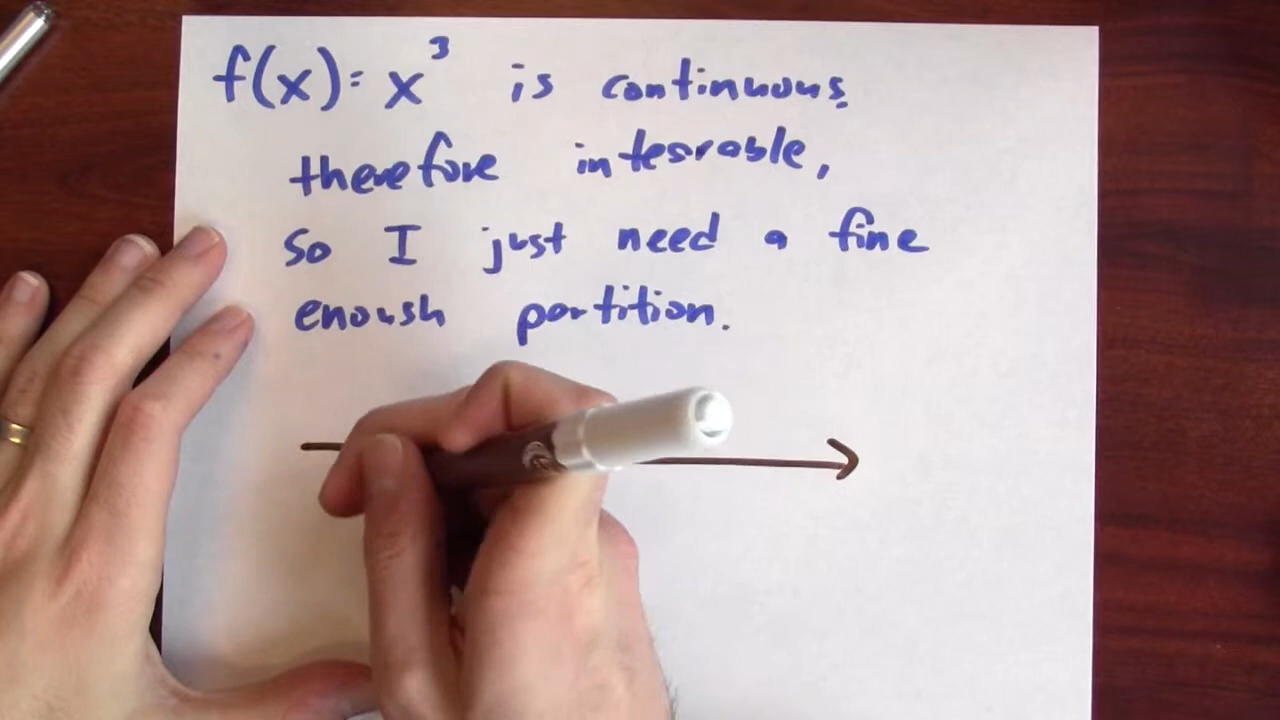 f(x) = x³ is continuous,
therefore integrable,
so I just need a fine
enough partition.